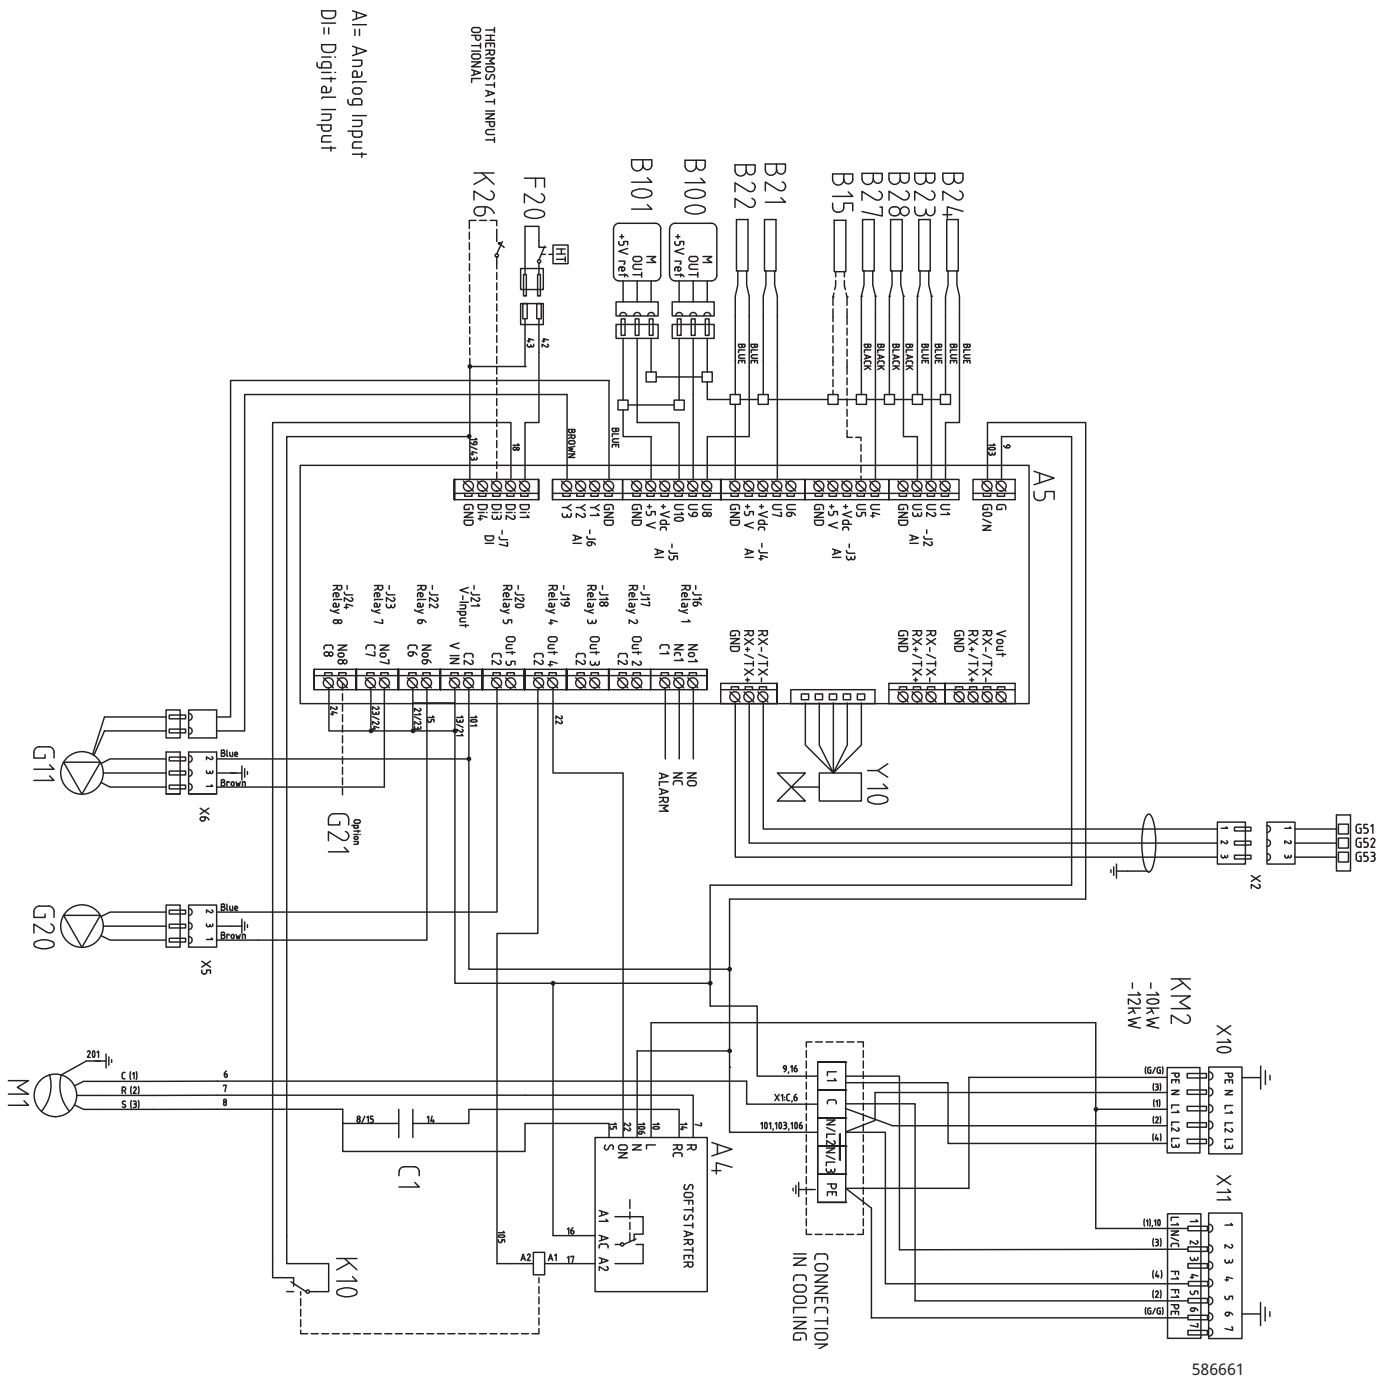 AI= Analog Input
DI= Digital Input
THERMOSTAT INPUT
OPTIONAL
K26
F20
HT
B101
B100
B22
B21
B15
B27
B28
B23
B24
+5V ref
OUT
M
+5V ref
OUT
M
43
42
BLUE
BLUE
BLACK
BLACK
BLACK
BLUE
BLUE
BLUE
BLUE
19/43
18
BROWN
BLUE
103
9
A5
GND
Di4
Di3
Di2
Di1
-J7
DI
Y3
Y2
Y1
GND
-J6
AI
GND
+5 V
+Vdc
U10
U9
U8
-J5
AI
GND
+5 V
+Vdc
U7
U6
-J4
AI
GND
+5 V
+Vdc
U5
U4
-J3
AI
GND
U3
U2
U1
-J2
AI
G0/N
G
-J24
Relay 8
-J23
Relay 7
-J22
Relay 6
-J21
V-Input
-J20
Relay 5
-J19
Relay 4
-J18
Relay 3
-J17
Relay 2
-J16
Relay 1
C8
No8
C7
No7
C6
No6
V IN
C2
C2
Out 5
C2
Out 4
C2
Out 3
C2
Out 2
C1
Nc1
No1
GND
RX+/TX+
RX-/TX-
GND
RX+/TX+
RX-/TX-
GND
RX+/TX+
RX-/TX-
Vout
24
23/24
21/23
15
13/21
101
22
ALARM
NC
NO
Y10
G11
Blue
Brown
2
3
1
X6
Option
G21
G20
Blue
Brown
2
3
1
X5
1
2
3
1
2
3
X2
G51
G52
G53
KM2
-10kW
-12kW
X10
(G/G)
(3)
(1)
(2)
(4)
PE
N
L1
L2
L3
PE
N
L1
L2
L3
X11
(1),10
(3)
(4)
(2)
(G/G)
L1
N/C
F1
F1
PE
1
2
3
4
5
6
7
1
2
3
4
5
6
7
9,16
X1:C,6
101,103,106
L1
C
N/L2
N/L3
PE
CONNECTION
IN COOLING
M1
201
C (1)
R (2)
S (3)
6
7
8
8/15
14
C1
15
22
106
10
14
7
S
ON
N
L
RC
R
A4
SOFTSTARTER
A1
AC
A2
16
17
105
A2
A1
K10
586661